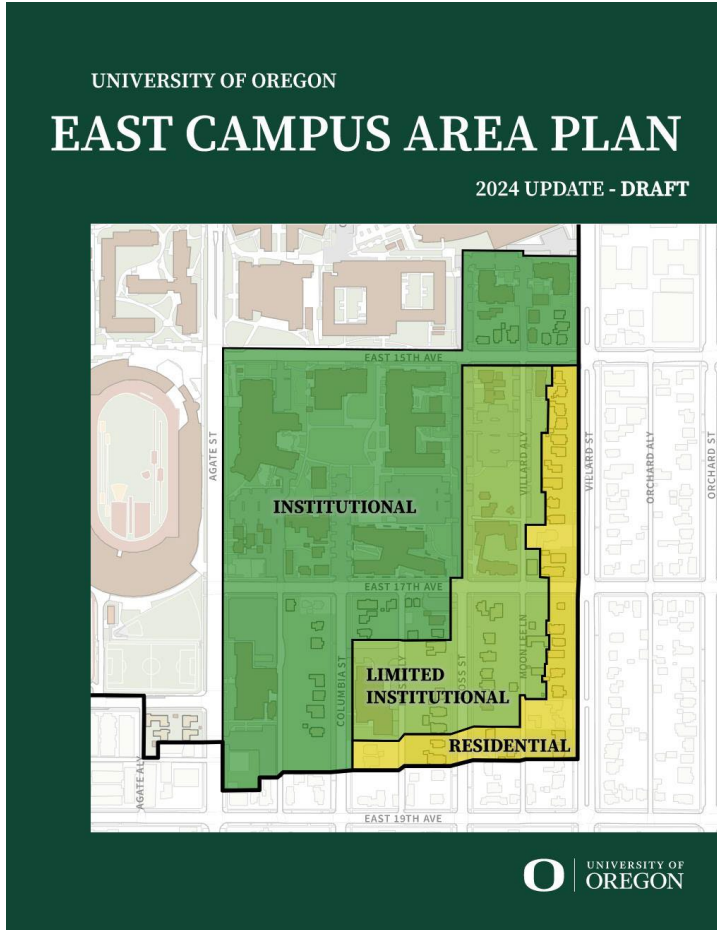 UNIVERSITY OF OREGON
EAST CAMPUS AREA PLAN
2024 UPDATE - DRAFT
EAST 15TH AVE
AGATE ST
VILLARD ALY
VILLARD ST
ORCHARD ALY
ORCHARD ST
INSTITUTIONAL
EAST 17TH AVE
COLUMBIA ST
MOON LEE LN
LIMITED
INSTITUTIONAL
RESIDENTIAL
AGATE ALY
EAST 19TH AVE
O
UNIVERSITY OF
OREGON